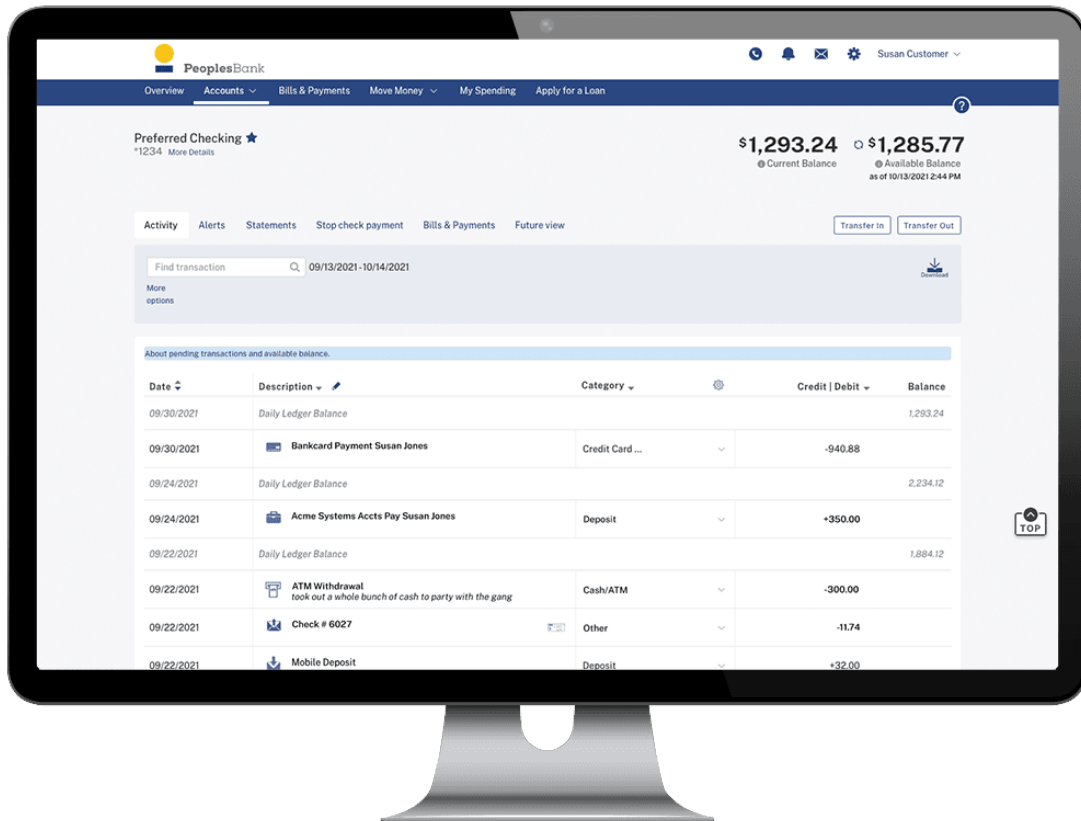 PeoplesBank
Susan Customer
Overview Accounts Bills & Payments Move Money My Spending Apply for a Loan
?
Preferred Checking
*1234 More Details
$1,293.24 $1,285.77
Current Balance Available Balance
as of 10/13/2021 2:44 PM
Activity Alerts Statements Stop check payment Bills & Payments Future view Transfer In Transfer Out
Find transaction 09/13/2021-10/14/2021 Download
More
options
About pending transactions and available balance.
Date Description Category Credit | Debit Balance
09/30/2021 Daily Ledger Balance 1,293.24
09/30/2021 Bankcard Payment Susan Jones Credit Card ... -940.88
09/24/2021 Daily Ledger Balance 2,234.12
09/24/2021 Acme Systems Accts Pay Susan Jones Deposit +350.00
TOP
09/22/2021 Daily Ledger Balance 1,884.12
09/22/2021 ATM Withdrawal Cash/ATM -300.00
took out a whole bunch of cash to party with the gang
09/22/2021 Check # 6027 Other -11.74
09/22/2021 Mobile Deposit Deposit +32.00